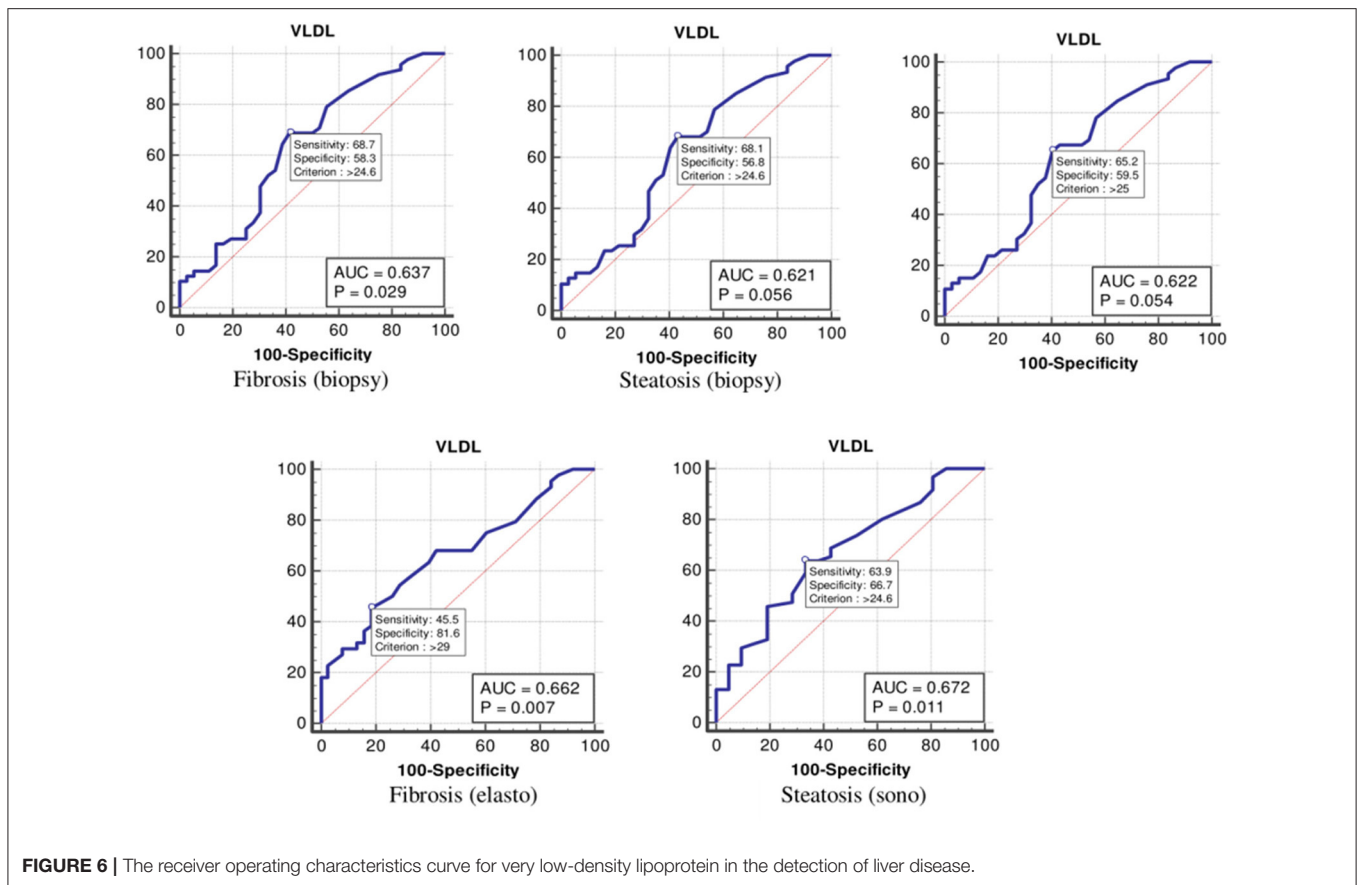 VLDL
100
80
60
40
20
0
Sensitivity: 68.7
Specificity: 58.3
Criterion : >24.6
AUC = 0.637
P = 0.029
0 20 40 60 80 100
100-Specificity
Fibrosis (biopsy)
VLDL
100
80
60
40
20
0
Sensitivity: 68.1
Specificity: 56.8
Criterion : >24.6
AUC = 0.621
P = 0.056
0 20 40 60 80 100
100-Specificity
Steatosis (biopsy)
VLDL
100
80
60
40
20
0
Sensitivity: 65.2
Specificity: 59.5
Criterion : >25
AUC = 0.622
P = 0.054
0 20 40 60 80 100
100-Specificity
VLDL
100
80
60
40
20
0
Sensitivity: 45.5
Specificity: 81.6
Criterion : >29
AUC = 0.662
P = 0.007
0 20 40 60 80 100
100-Specificity
Fibrosis (elasto)
VLDL
100
80
60
40
20
0
Sensitivity: 63.9
Specificity: 66.7
Criterion : >24.6
AUC = 0.672
P = 0.011
0 20 40 60 80 100
100-Specificity
Steatosis (sono)
FIGURE 6 | The receiver operating characteristics curve for very low-density lipoprotein in the detection of liver disease.